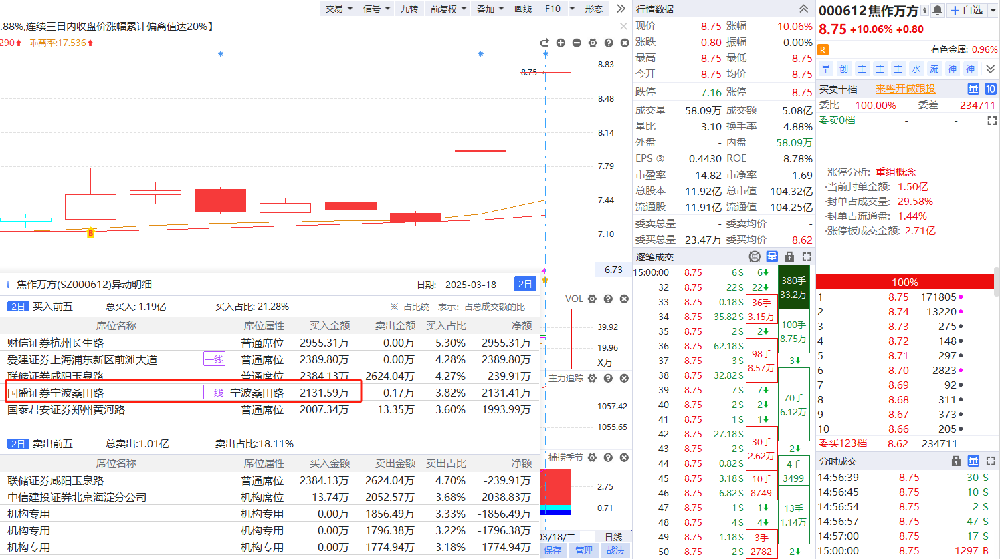 交易 信号 九转 前复权 叠加 画线 F10 形态
.88%,连续三日内收盘价涨幅累计偏离值达20%】
290 乖离率:17.536
8.75
8.83
8.48
8.14
7.79
7.44
7.10
6.73
B
焦作万方(SZ000612)异动明细 日期: 2025-03-18 2日
2日 买入前五 总买入: 1.19亿 买入占比: 21.28% ※ 占比统一表示: 占总成交额的比
席位名称 席位属性 买入金额 卖出金额 买入占比 净额
财信证券杭州长生路 普通席位 2955.31万 0.00万 5.30% 2955.31万
爱建证券上海浦东新区前滩大道 一线 普通席位 2389.80万 0.00万 4.28% 2389.80万
联储证券咸阳玉泉路 普通席位 2384.13万 2624.04万 4.27% -239.91万
国盛证券宁波桑田路 一线 宁波桑田路 2131.59万 0.17万 3.82% 2131.41万
国泰君安证券郑州黄河路 普通席位 2007.34万 13.35万 3.60% 1993.99万
2日 卖出前五 总卖出:1.01亿 卖出占比:18.11%
席位名称 席位属性 买入金额 卖出金额 卖出占比 净额
联储证券咸阳玉泉路 普通席位 2384.13万 2624.04万 4.70% -239.91万
中信建投证券北京海淀分公司 机构席位 13.74万 2052.57万 3.68% -2038.83万
机构专用 机构专用 0.00万 1856.49万 3.33% -1856.49万
机构专用 机构专用 0.00万 1796.38万 3.22% -1796.38万
机构专用 机构专用 0.00万 1774.94万 3.18% -1774.94万
VOL
39.92
19.96
X万
主力追踪
1057.42
1055.65
捕捞季节
2.75
0.71
03/18/二 日线
保存 管理 战法
行情数据
现价 8.75 涨幅 10.06%
涨跌 0.80 振幅 0.00%
最高 8.75 最低 8.75
今开 8.75 均价 8.75
跌停 7.16 涨停 8.75
成交量 58.09万 成交额 5.08亿
量比 3.10 换手率 4.88%
外盘 - 内盘 58.09万
EPS ③ 0.4430 ROE 8.78%
市盈率 14.82 市净率 1.69
总股本 11.92亿 总市值 104.32亿
流通股 11.91亿 流通值 104.25亿
委卖总量 - 委卖均价 -
委买总量 23.47万 委买均价 8.62
逐笔成交 单 量
15:00:00 8.75 6 S 6
32 8.75 22 S 22
33 8.75 0.18 S
34 8.75 35.82 S
35 8.75 2 S 2
36 8.75 62.18 S
37 8.75 3 S
38 8.75 32.82 S
39 8.75 7 S 7
40 8.75 2 S 2
41 8.75 1 S 1
42 8.75 27.18 S
43 8.75 2 S
44 8.75 0.82 S
45 8.75 3.18 S
46 8.75 6.82 S
47 8.75 1 S 1
48 8.75 4 S 4
49 8.75 1.18 S
50 8.75 2 S
36手
3.15万
98手
8.57万
30手
2.62万
10手
8749
3手
2782
380手
33.2万
100手
8.75万
3
70手
6.12万
2
4手
3499
13手
1.14万
2
000612 焦作万方 自选
8.75 +10.06% +0.80
R 有色金属: 0.96%
旱 创 主 主 主 水 流 神 神
买卖十档 来粤开做跟投 量 10
委比 100.00% 委差 234711
委卖0档 - -
涨停分析: 重组概念
·当前封单金额: 1.50亿
·封单占成交量: 29.58%
·封单占流通盘: 1.44%
·涨停板成交金额: 2.71亿
100%
1 8.75 171805
2 8.74 13220
3 8.73 275
4 8.72 148
5 8.71 297
6 8.70 2823
7 8.69 92
8 8.68 311
9 8.67 373
10 8.66 205
委买123档 8.62 234711
分时成交 量
14:56:39 8.75 30 S
14:56:45 8.75 10 S
14:56:54 8.75 2 S
14:56:57 8.75 47 S
14:57:00 8.75 17 S
15:00:00 8.75 1297 B